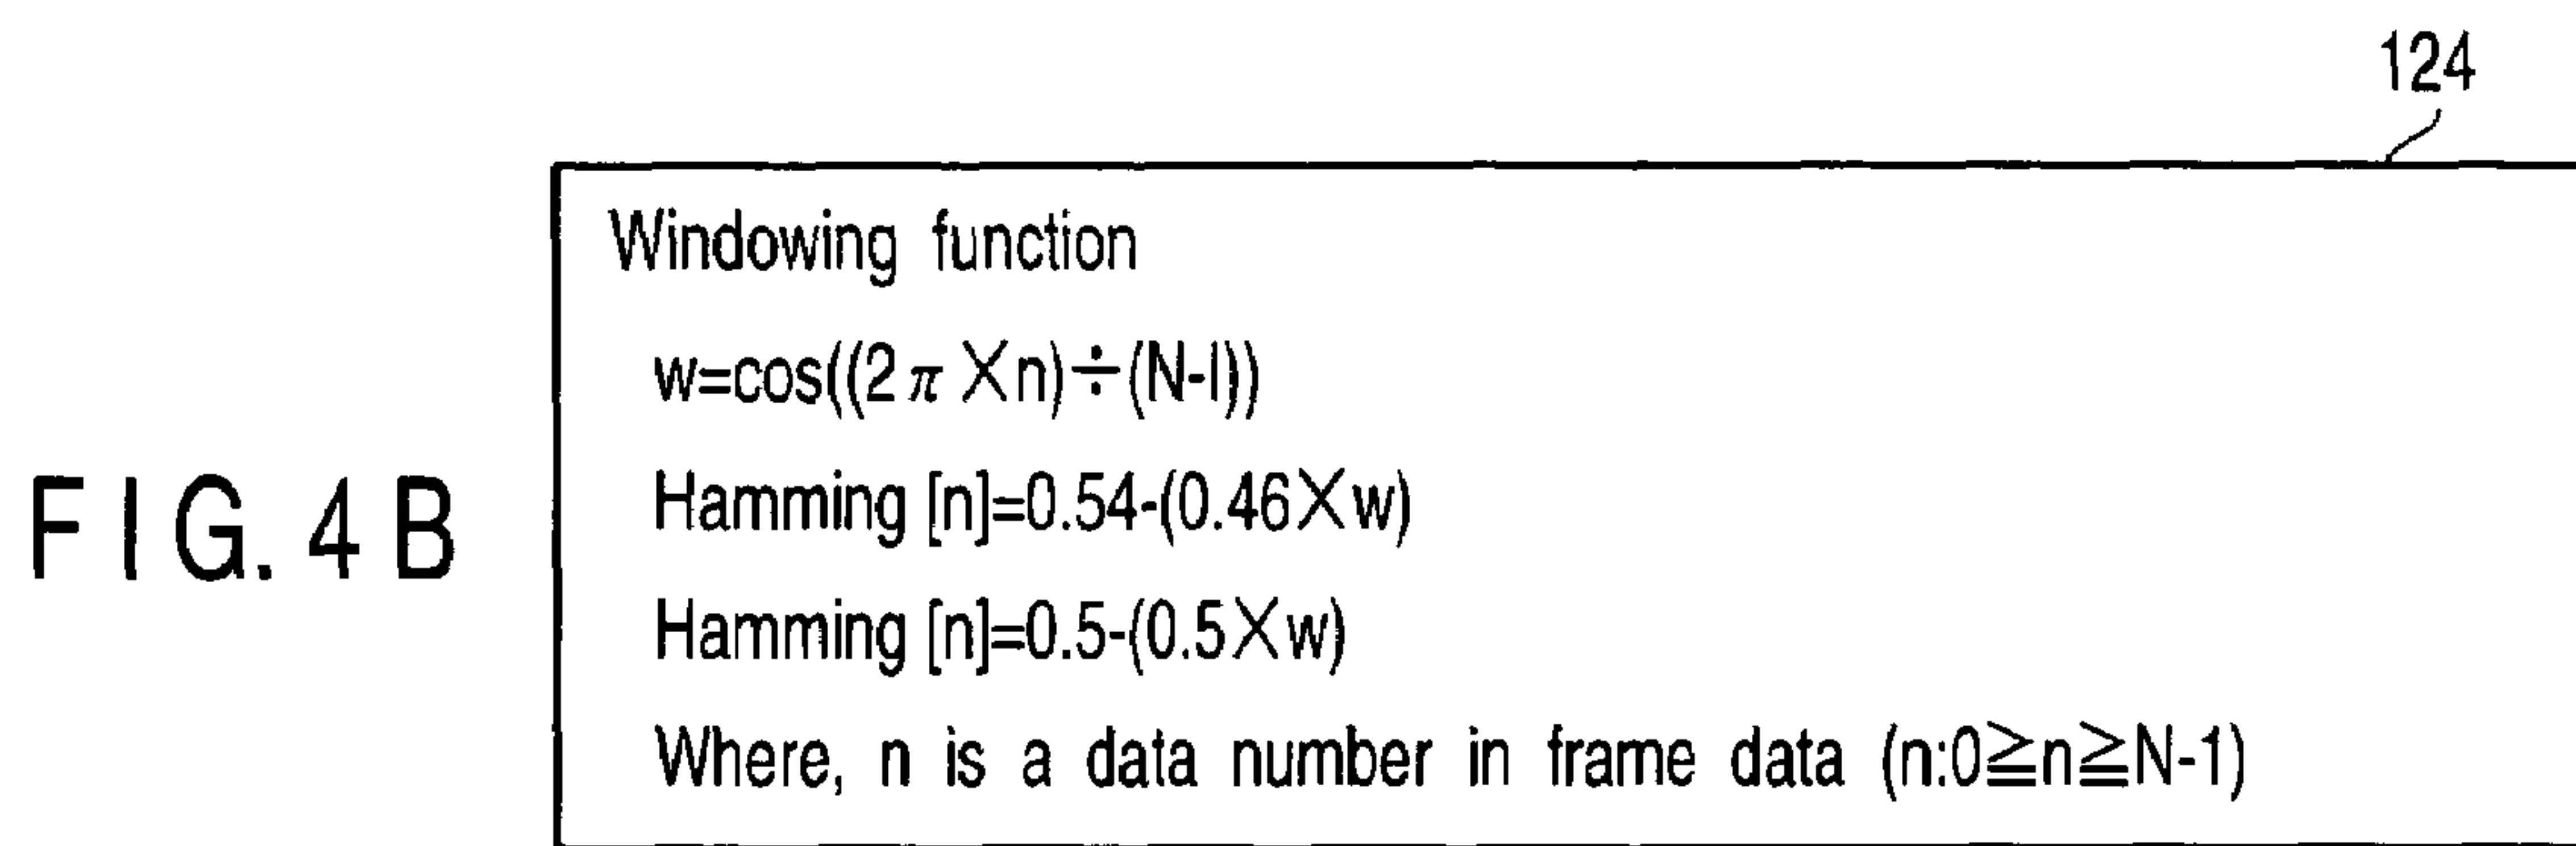 124
Windowing function
w=cos((2π×n)÷(N-I))
Hamming [n]=0.54-(0.46×w)
FIG. 4B
Hamming [n]=0.5-(0.5×w)
Where, n is a data number in frame data (n:0≧n≧N-1)